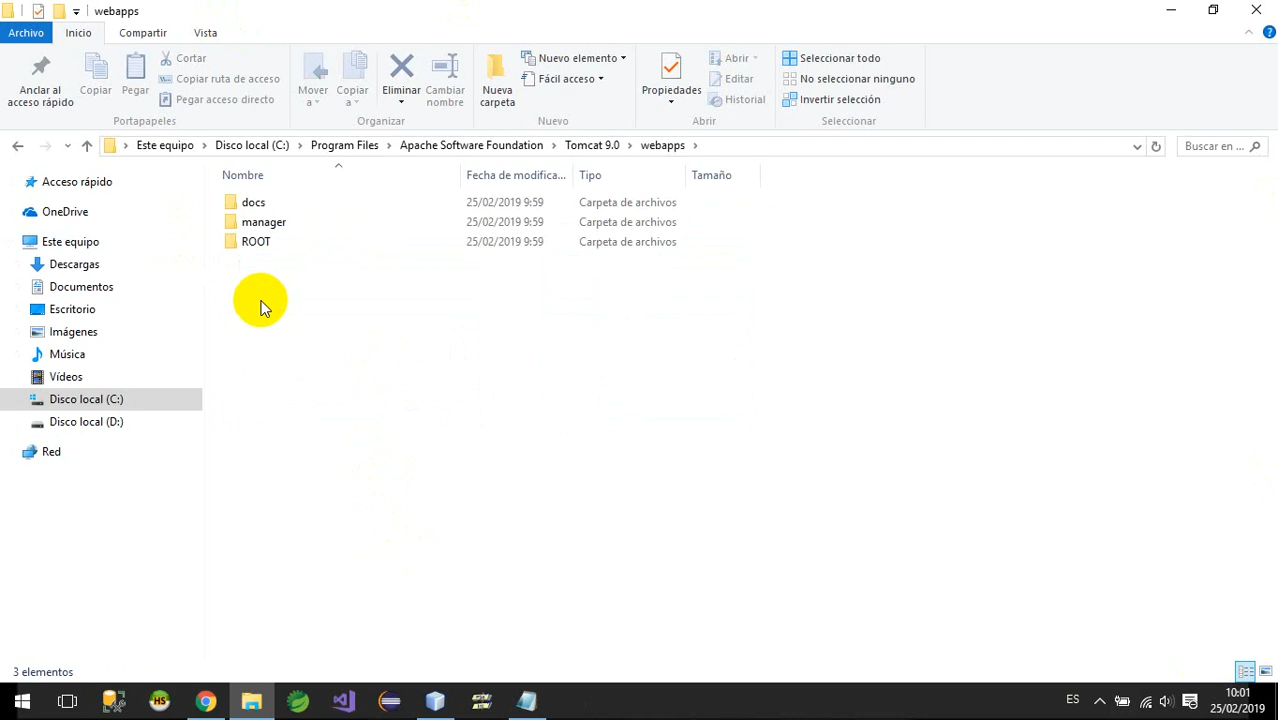 webapps
Archivo Inicio Compartir Vista
Anclar al acceso rápido
Copiar
Pegar
Cortar
Copiar ruta de acceso
Pegar acceso directo
Portapapeles
Mover a
Copiar a
Eliminar
Cambiar nombre
Organizar
Nueva carpeta
Nuevo elemento
Fácil acceso
Nuevo
Propiedades
Abrir
Editar
Historial
Abrir
Seleccionar todo
No seleccionar ninguno
Invertir selección
Seleccionar
Este equipo Disco local (C:) Program Files Apache Software Foundation Tomcat 9.0 webapps
Buscar en ...
Acceso rápido
OneDrive
Este equipo
Descargas
Documentos
Escritorio
Imágenes
Música
Vídeos
Disco local (C:)
Disco local (D:)
Red
Nombre Fecha de modifica... Tipo Tamaño
docs 25/02/2019 9:59 Carpeta de archivos
manager 25/02/2019 9:59 Carpeta de archivos
ROOT 25/02/2019 9:59 Carpeta de archivos
3 elementos
HS
ES
10:01
25/02/2019